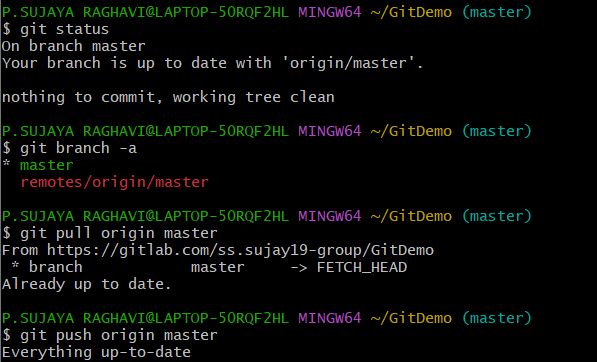 P.SUJAYA RAGHAVI@LAPTOP-5ORQF2HL MINGW64 ~/GitDemo (master)
$ git status
On branch master
Your branch is up to date with 'origin/master'.
nothing to commit, working tree clean
P.SUJAYA RAGHAVI@LAPTOP-5ORQF2HL MINGW64 ~/GitDemo (master)
$ git branch -a
* master
  remotes/origin/master
P.SUJAYA RAGHAVI@LAPTOP-5ORQF2HL MINGW64 ~/GitDemo (master)
$ git pull origin master
From https://gitlab.com/ss.sujay19-group/GitDemo
 * branch            master     -> FETCH_HEAD
Already up to date.
P.SUJAYA RAGHAVI@LAPTOP-5ORQF2HL MINGW64 ~/GitDemo (master)
$ git push origin master
Everything up-to-date